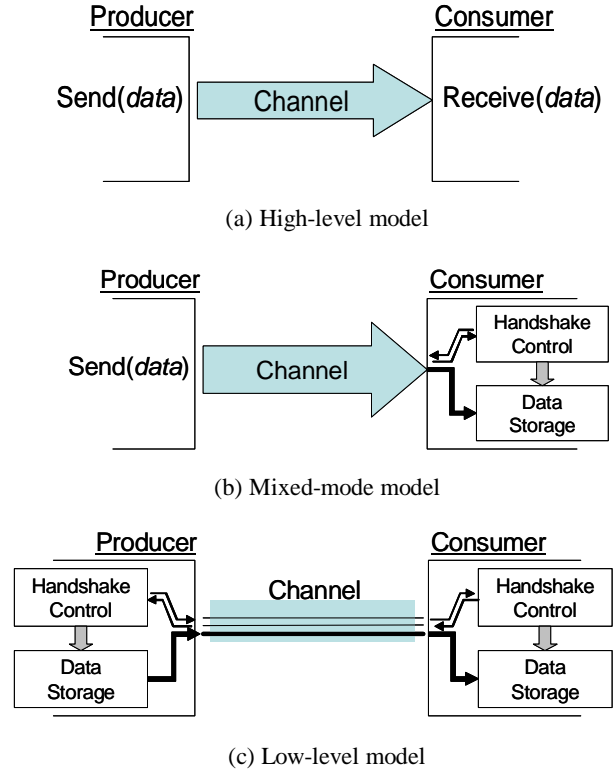 Producer
Consumer
Send(data)
Channel
Receive(data)
(a) High-level model
Producer
Consumer
Send(data)
Channel
Handshake
Control
Data
Storage
(b) Mixed-mode model
Producer
Consumer
Handshake
Control
Data
Storage
Channel
Handshake
Control
Data
Storage
(c) Low-level model